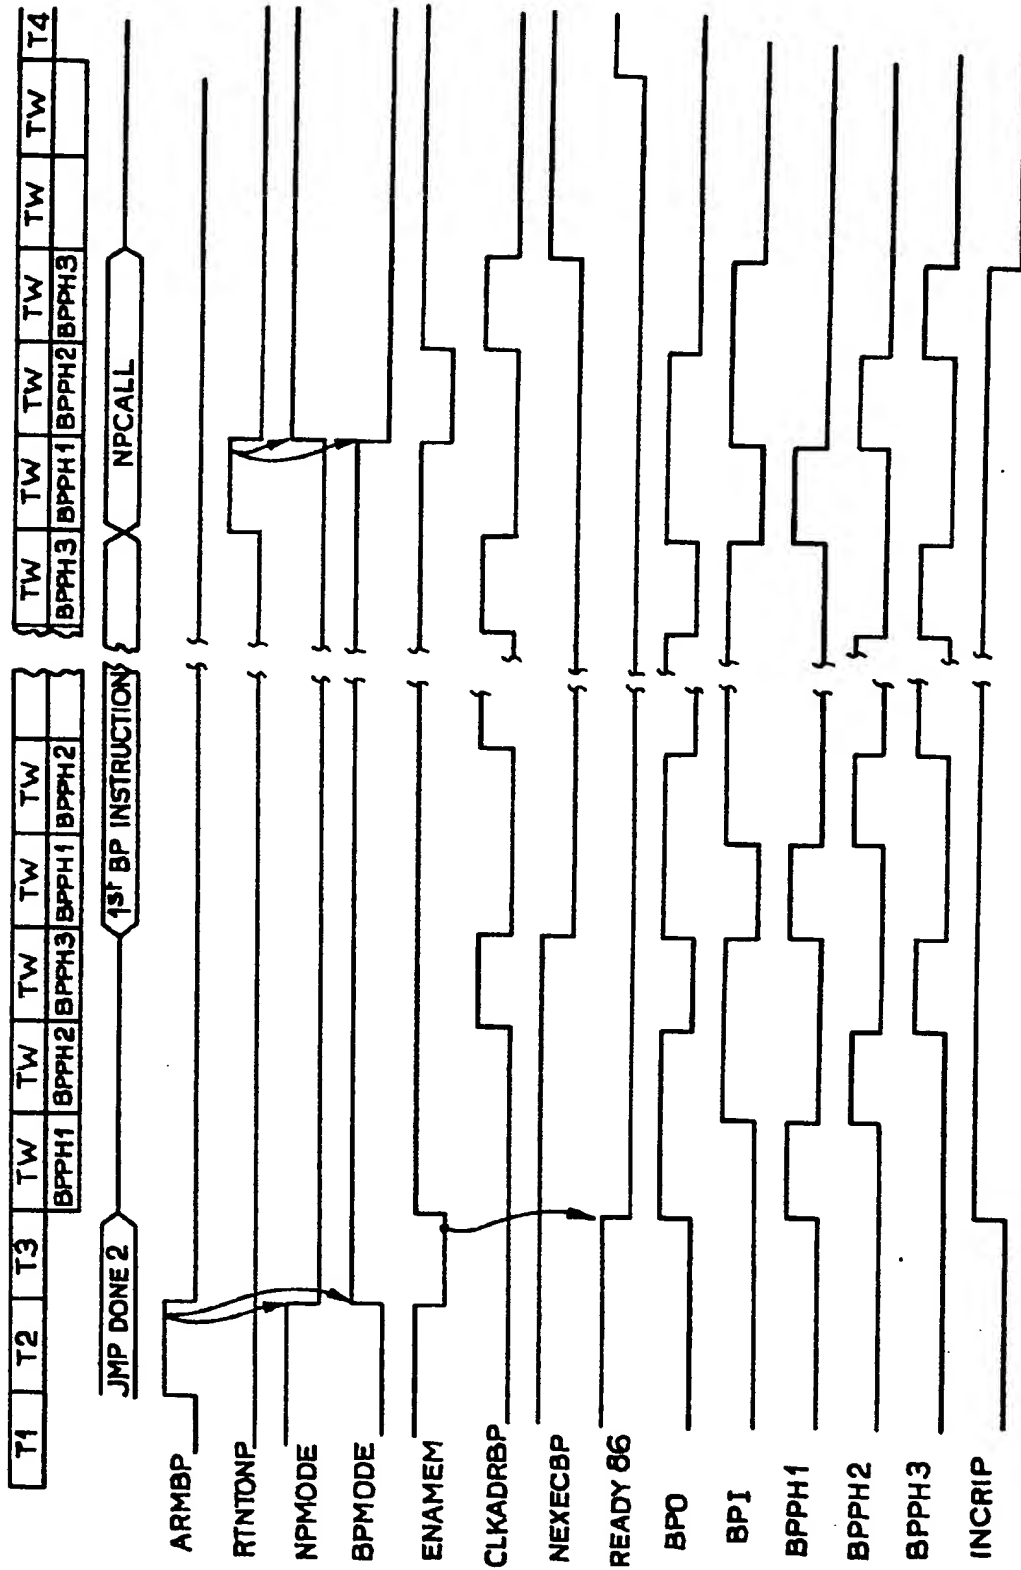 T1 T2 T3 TW TW TW TW TW TW TW TW TW TW TW T4
BPPH1 BPPH2 BPPH3 BPPH1 BPPH2 BPPH3 BPPH1 BPPH2 BPPH3
JMP DONE 2 1ST BP INSTRUCTION NPCALL
ARMBP
RTNTONP
NPMODE
BPMODE
ENAMEM
CLKADRBP
NEXECBP
READY 86
BPO
BPI
BPPH1
BPPH2
BPPH3
INCRIP